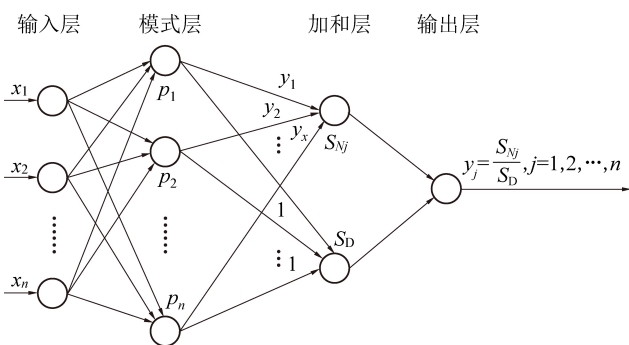 输入层 模式层 加和层 输出层
x1
p1
y1
y2
yx
SNj
x2
p2
yj=SNj/SD,j=1,2,⋯,n
1
SD
1
xn
pn